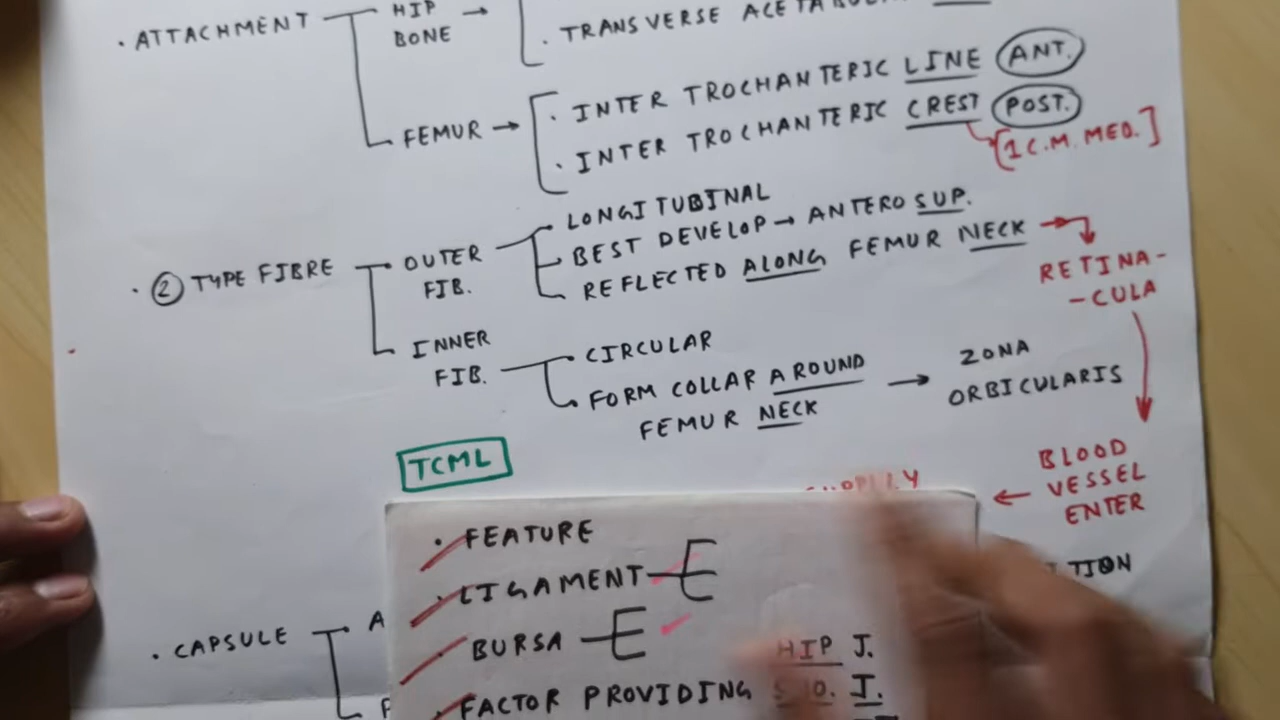 . ATTACHMENT
HIP
BONE
. TRANSVERSE
FEMUR
. INTER TROCHANTERIC LINE (ANT.)
. INTER TROCHANTERIC CREST (POST.)
[1 C.M. MED.]
. ② TYPE FIBRE
OUTER
FIB.
LONGITUBINAL
BEST DEVELOP → ANTERO SUP.
REFLECTED ALONG FEMUR NECK
RETINA-
-CULA
INNER
FIB.
CIRCULAR
FORM COLLAR AROUND
FEMUR NECK
ZONA
ORBICULARIS
BLOOD
VESSEL
ENTER
TCML
. CAPSULE
. FEATURE
. LIGAMENT
. BURSA
HIP J.
FACTOR PROVIDING